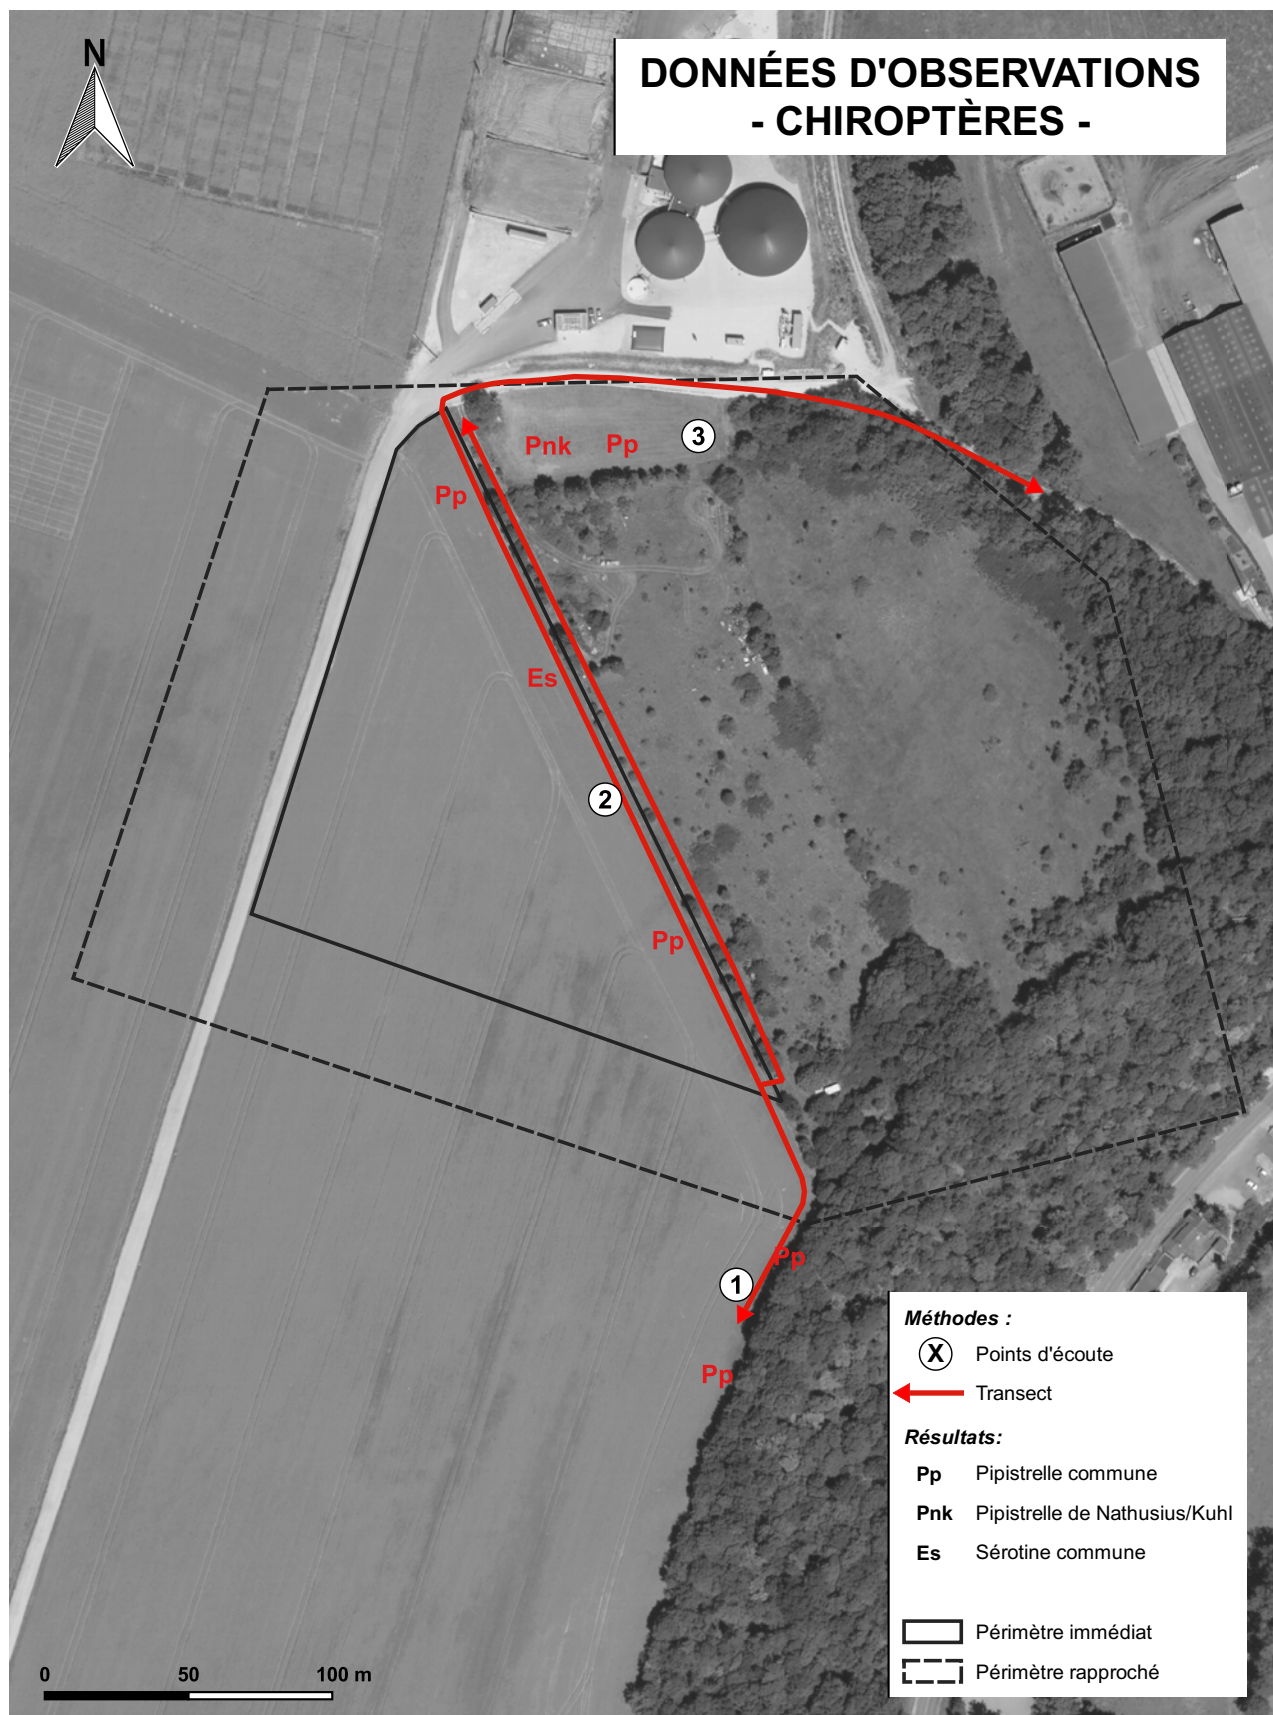 N
DONNÉES D'OBSERVATIONS
- CHIROPTÈRES -
3
Pnk Pp
Pp
Es
2
Pp
Pp
1
Pp
Méthodes :
X Points d'écoute
Transect
Résultats:
Pp Pipistrelle commune
Pnk Pipistrelle de Nathusius/Kuhl
Es Sérotine commune
Périmètre immédiat
Périmètre rapproché
0 50 100 m